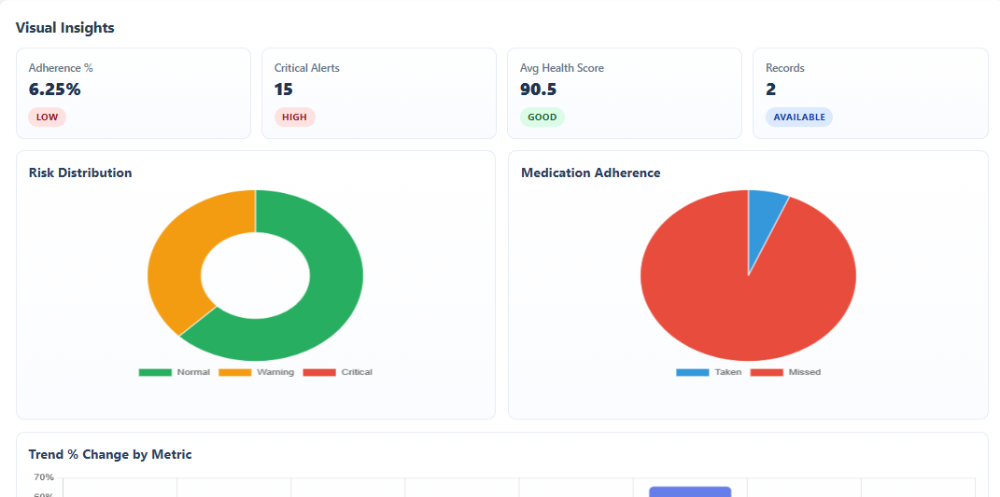 Visual Insights
Adherence %
6.25%
LOW
Critical Alerts
15
HIGH
Avg Health Score
90.5
GOOD
Records
2
AVAILABLE
Risk Distribution
Normal Warning Critical
Medication Adherence
Taken Missed
Trend % Change by Metric
70%
60%